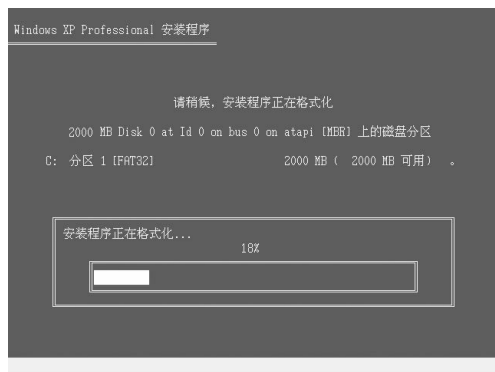 Windows XP Professional 安装程序
请稍候，安装程序正在格式化
2000 MB Disk 0 at Id 0 on bus 0 on atapi [MBR] 上的磁盘分区
C: 分区 1 [FAT32] 2000 MB ( 2000 MB 可用) 。
安装程序正在格式化...
18%